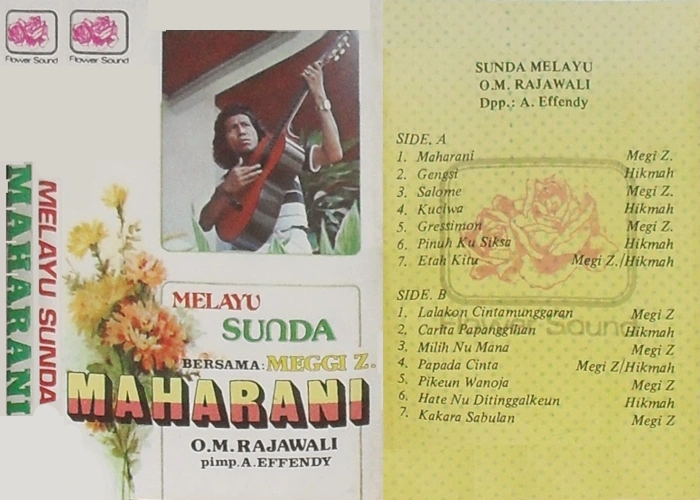 Flower Sound
Flower Sound
MELAYU SUNDA
MAHARANI
MELAYU
SUNDA
BERSAMA: MEGGI Z.
MAHARANI
O.M. RAJAWALI
pimp. A. EFFENDY
SUNDA MELAYU
O.M. RAJAWALI
Dpp.: A. Effendy
SIDE. A
1. Maharani Megi Z.
2. Gengsi Hikmah
3. Salome Megi Z.
4. Kuciwa Hikmah
5. Gressimon Megi Z.
6. Pinuh Ku Siksa Hikmah
7. Etah Kitu Megi Z./Hikmah
SIDE. B
1. Lalakon Cintamunggaran Megi Z
2. Carita Papanggihan Hikmah
3. Milih Nu Mana Megi Z
4. Papada Cinta Megi Z/Hikmah
5. Pikeun Wanoja Megi Z
6. Hate Nu Ditinggalkeun Hikmah
7. Kakara Sabulan Megi Z
Flower Sound